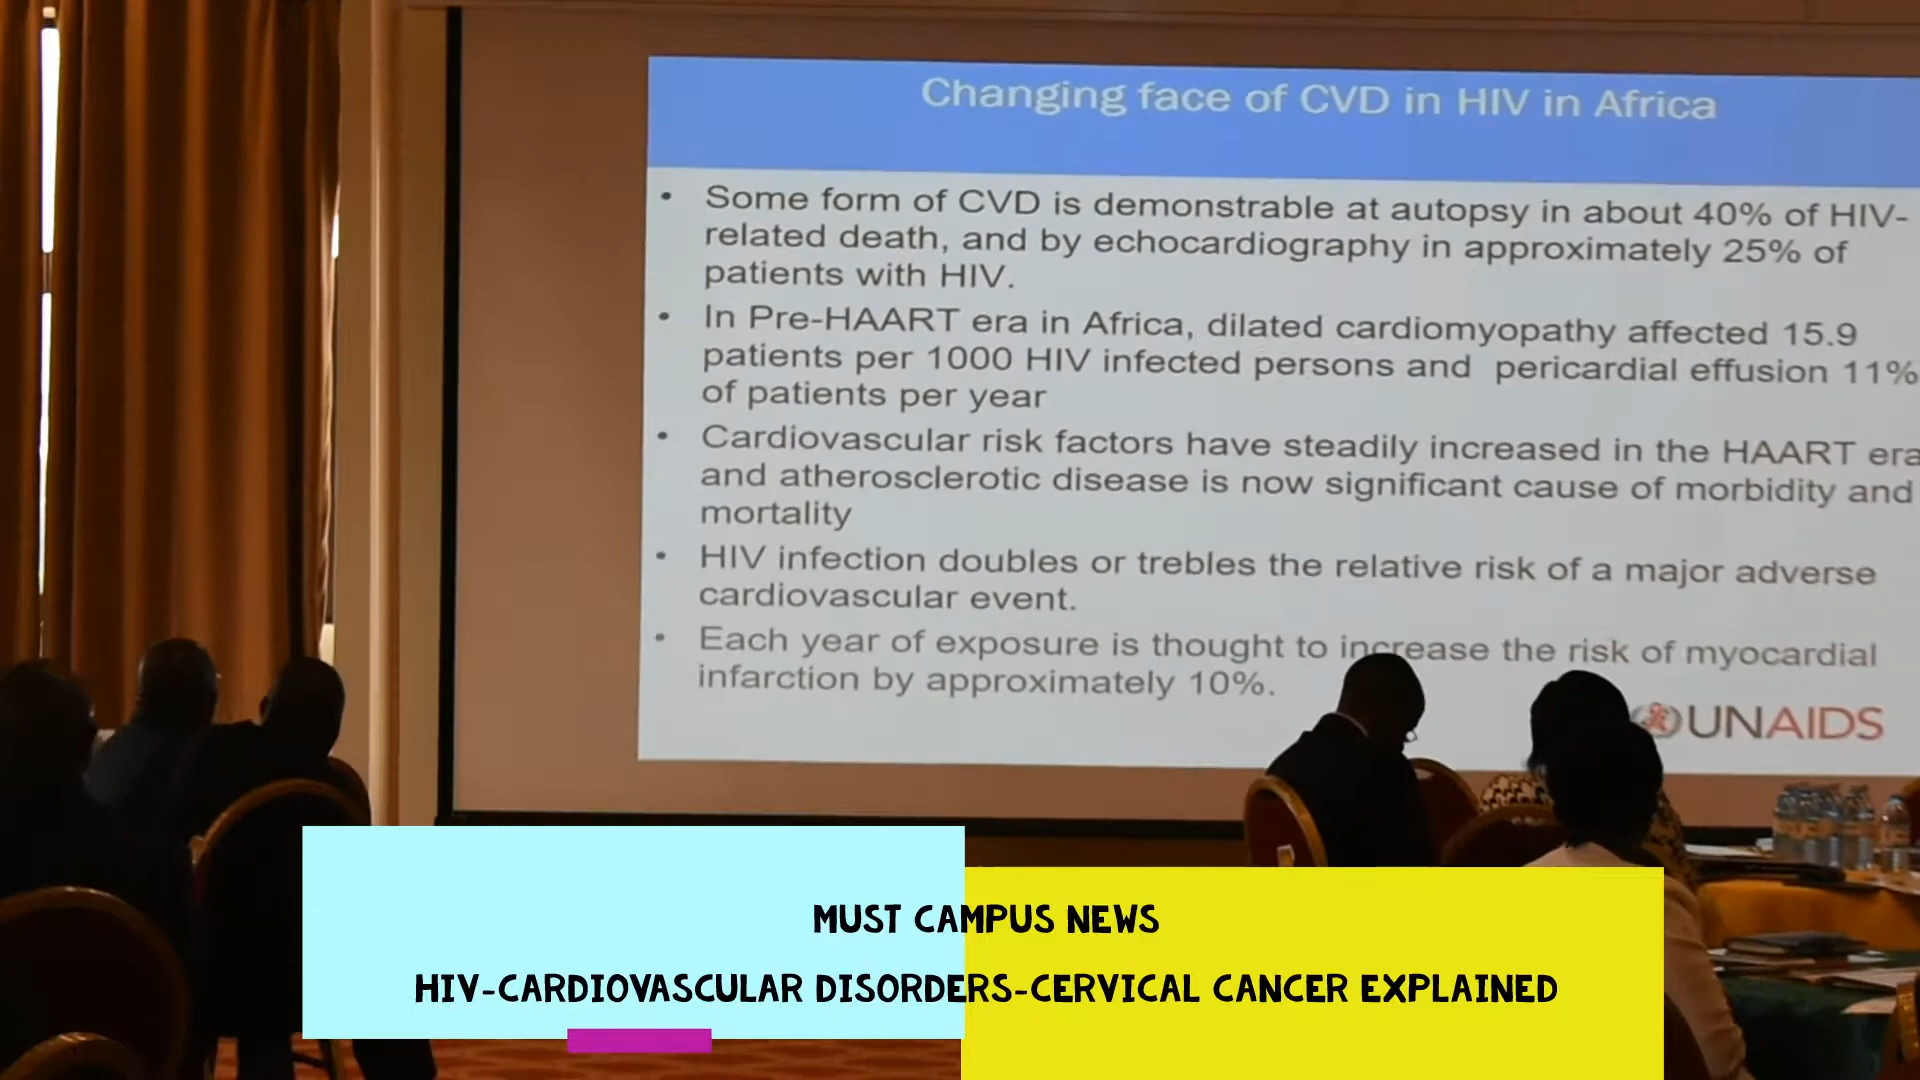 Changing face of CVD in HIV in Africa
• Some form of CVD is demonstrable at autopsy in about 40% of HIV-
related death, and by echocardiography in approximately 25% of
patients with HIV.
• In Pre-HAART era in Africa, dilated cardiomyopathy affected 15.9
patients per 1000 HIV infected persons and pericardial effusion 11%
of patients per year
• Cardiovascular risk factors have steadily increased in the HAART era
and atherosclerotic disease is now significant cause of morbidity and
mortality
• HIV infection doubles or trebles the relative risk of a major adverse
cardiovascular event.
• Each year of exposure is thought to increase the risk of myocardial
infarction by approximately 10%.
UNAIDS
MUST CAMPUS NEWS
HIV-CARDIOVASCULAR DISORDERS-CERVICAL CANCER EXPLAINED